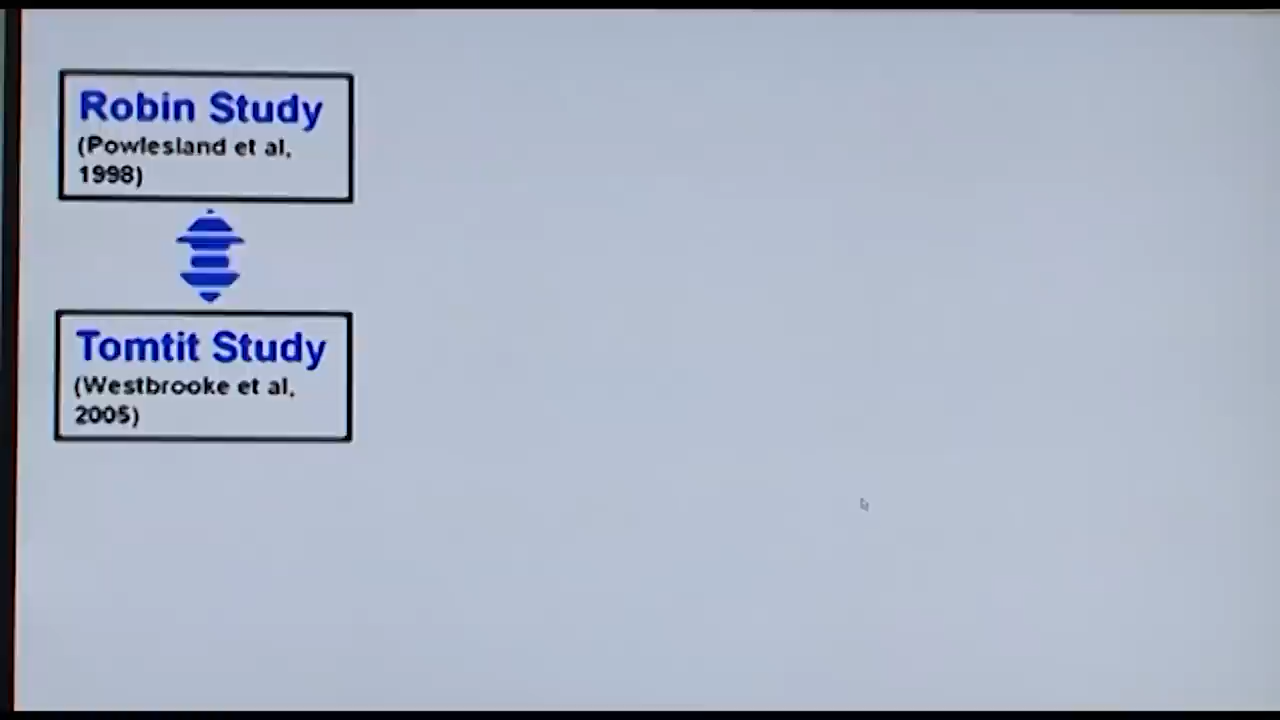 Robin Study
(Powlesland et al,
1998)
Tomtit Study
(Westbrooke et al,
2005)